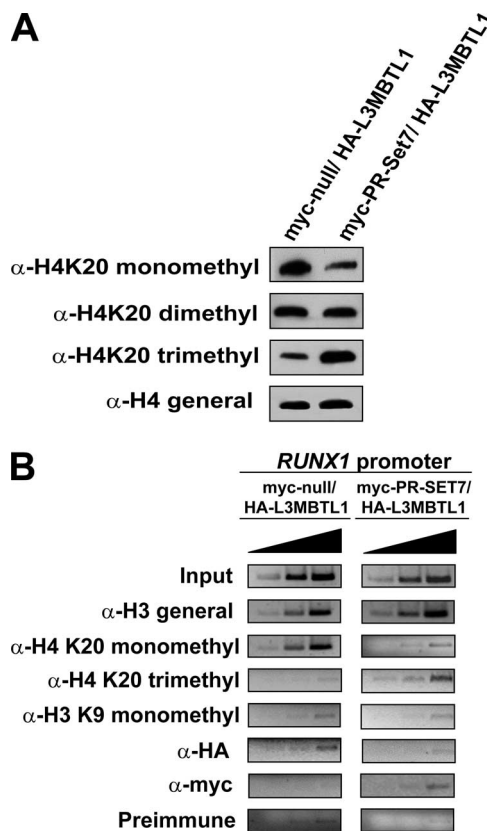 A
myc-null/ HA-L3MBTL1
myc-PR-Set7/ HA-L3MBTL1
α-H4K20 monomethyl
α-H4K20 dimethyl
α-H4K20 trimethyl
α-H4 general
B
RUNX1 promoter
myc-null/
HA-L3MBTL1
myc-PR-SET7/
HA-L3MBTL1
Input
α-H3 general
α-H4 K20 monomethyl
α-H4 K20 trimethyl
α-H3 K9 monomethyl
α-HA
α-myc
Preimmune